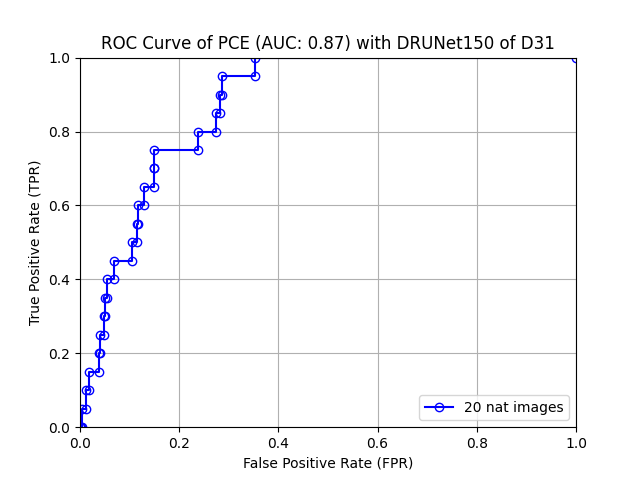 ROC Curve of PCE (AUC: 0.87) with DRUNet150 of D31
1.0
0.8
0.6
0.4
0.2
0.0
True Positive Rate (TPR)
20 nat images
0.0 0.2 0.4 0.6 0.8 1.0
False Positive Rate (FPR)